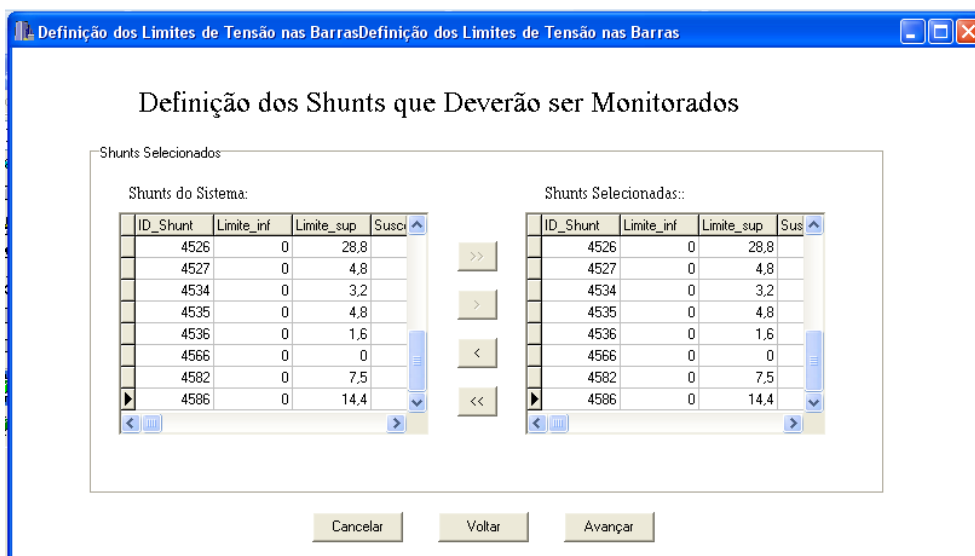 Definição dos Limites de Tensão nas BarrasDefinição dos Limites de Tensão nas Barras
Definição dos Shunts que Deverão ser Monitorados
Shunts Selecionados
Shunts do Sistema:
ID_Shunt Limite_inf Limite_sup Susce
4526 0 28,8
4527 0 4,8
4534 0 3,2
4535 0 4,8
4536 0 1,6
4566 0 0
4582 0 7,5
4586 0 14,4
>>
>
<
<<
Shunts Selecionadas::
ID_Shunt Limite_inf Limite_sup Sus
4526 0 28,8
4527 0 4,8
4534 0 3,2
4535 0 4,8
4536 0 1,6
4566 0 0
4582 0 7,5
4586 0 14,4
Cancelar Voltar Avançar